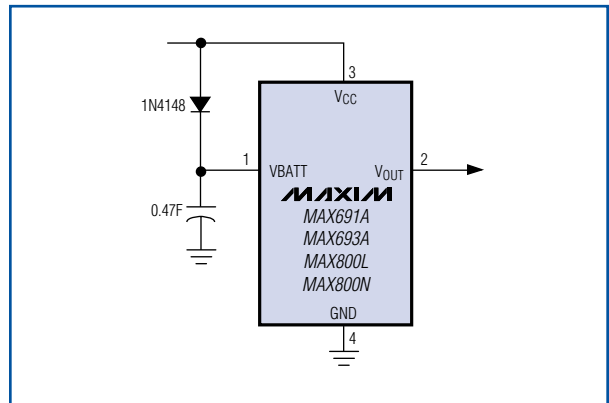 3
VCC
1N4148
1
VBATT
VOUT
2
MAXIM
MAX691A
MAX693A
MAX800L
MAX800N
0.47F
GND
4